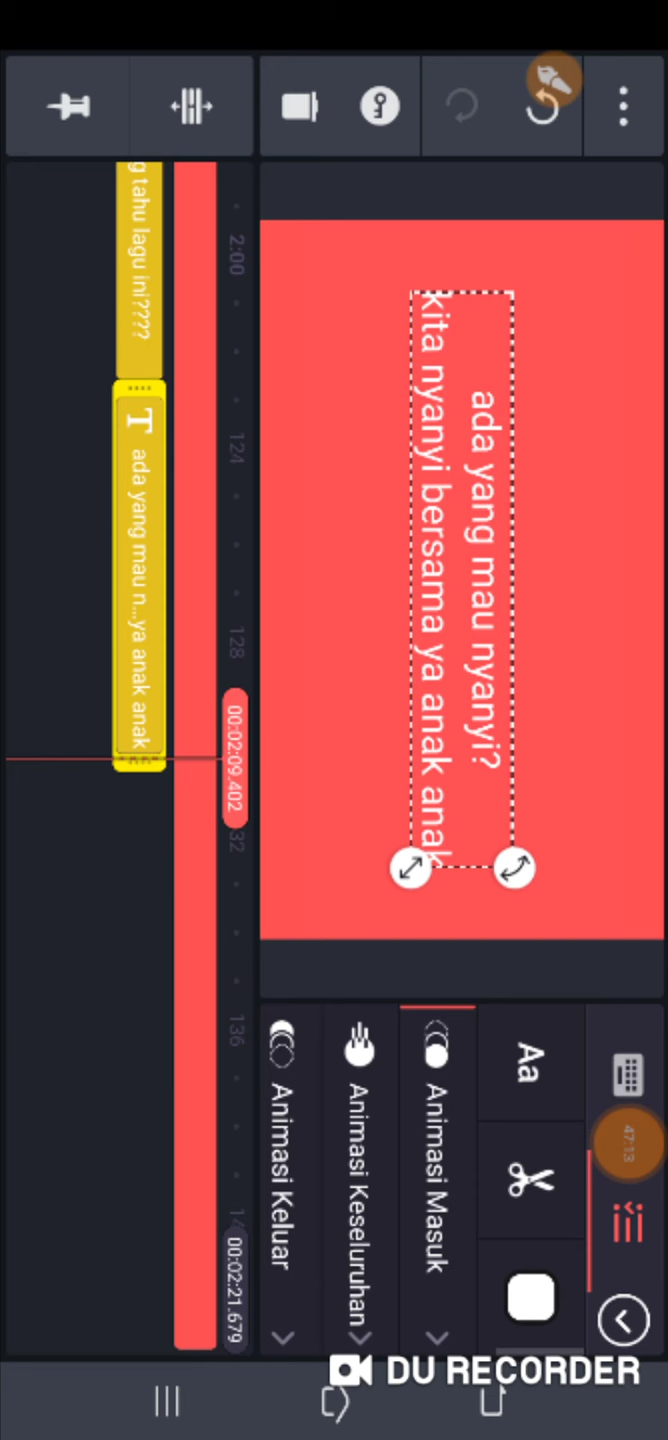 ada yang mau nyanyi?
kita nyanyi bersama ya anak anak
47:13
Aa
Animasi Masuk
Animasi Keseluruhan
Animasi Keluar
2:00
124
128
00:02:09.402
32
136
14
00:02:21.679
g tahu lagu ini????
T ada yang mau n...ya anak anak
DU RECORDER